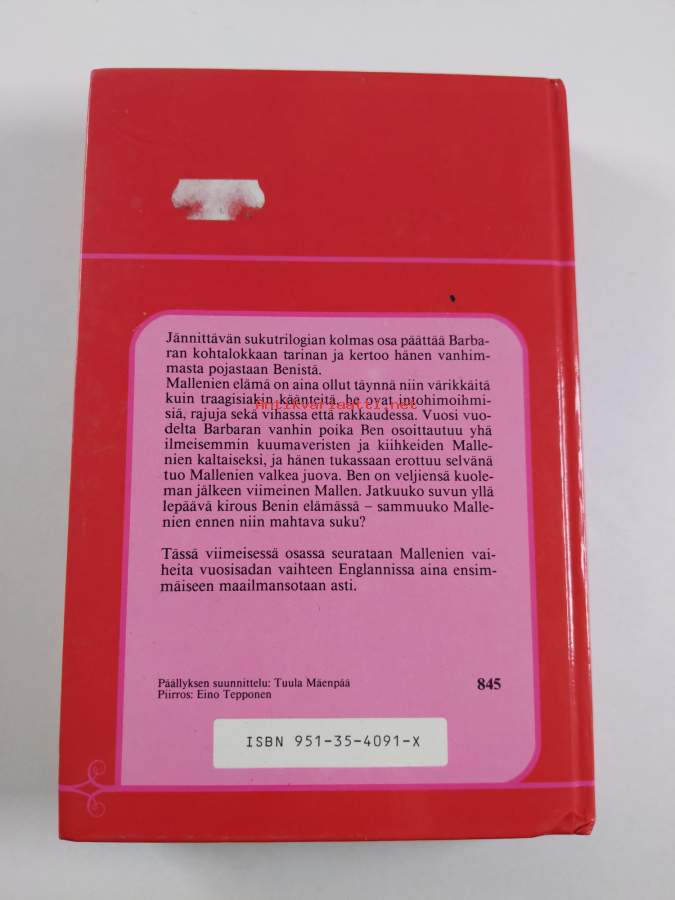 Jännittävän sukutrilogian kolmas osa päättää Barba-
ran kohtalokkaan tarinan ja kertoo hänen vanhim-
masta pojastaan Benistä.
Mallenien elämä on aina ollut täynnä niin värikkäitä
kuin traagisiakin käänteitä, he ovat intohimoihmi-
Antikvariaatti.net
siä, rajuja sekä vihassa että rakkaudessa. Vuosi vuo-
delta Barbaran vanhin poika Ben osoittautuu yhä
ilmeisemmin kuumaveristen ja kiihkeiden Malle-
nien kaltaiseksi, ja hänen tukassaan erottuu selvänä
tuo Mallenien valkea juova. Ben on veljiensä kuole-
man jälkeen viimeinen Mallen. Jatkuuko suvun yllä
lepäävä kirous Benin elämässä – sammuuko Malle-
nien ennen niin mahtava suku?
Tässä viimeisessä osassa seurataan Mallenien vai-
heita vuosisadan vaihteen Englannissa aina ensim-
mäiseen maailmansotaan asti.
Päällyksen suunnittelu: Tuula Mäenpää
Piirros: Eino Tepponen
845
ISBN 951-35-4091-X